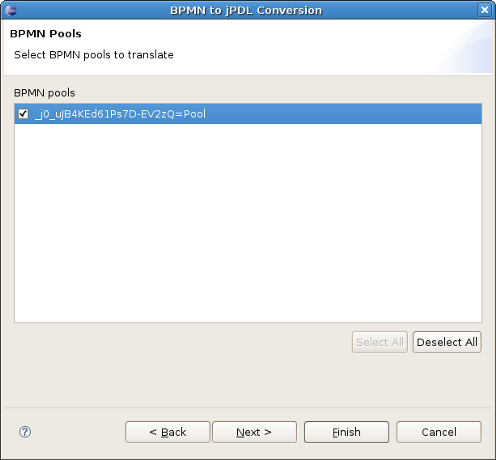 BPMN to jPDL Conversion
BPMN Pools
Select BPMN pools to translate
BPMN pools
_j0_uJB4KEd61Ps7D-EV2zQ=Pool
Select All
Deselect All
?
< Back
Next >
Finish
Cancel